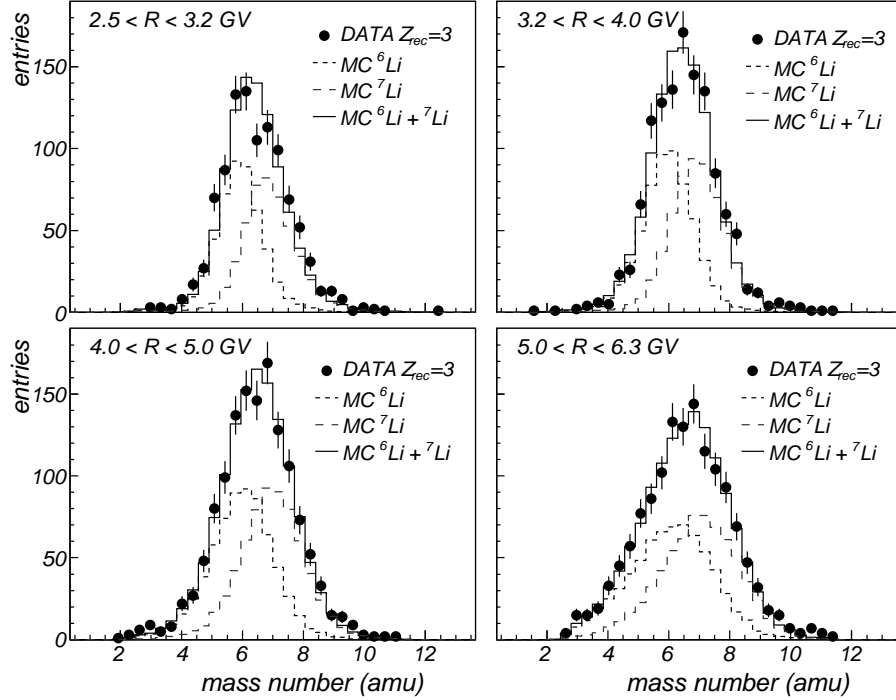 entries
2.5 < R < 3.2 GV
DATA Z_rec=3
MC ⁶Li
MC ⁷Li
MC ⁶Li + ⁷Li
0
50
100
150
3.2 < R < 4.0 GV
DATA Z_rec=3
MC ⁶Li
MC ⁷Li
MC ⁶Li + ⁷Li
entries
4.0 < R < 5.0 GV
DATA Z_rec=3
MC ⁶Li
MC ⁷Li
MC ⁶Li + ⁷Li
0
50
100
150
2 4 6 8 10 12
mass number (amu)
5.0 < R < 6.3 GV
DATA Z_rec=3
MC ⁶Li
MC ⁷Li
MC ⁶Li + ⁷Li
2 4 6 8 10 12
mass number (amu)